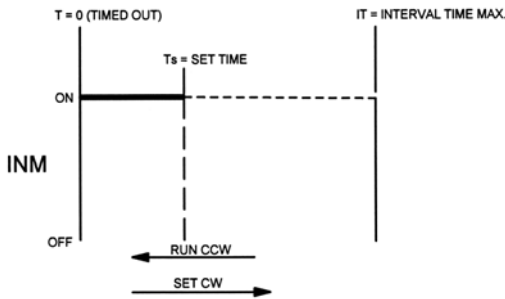 T = 0 (TIMED OUT)
IT = INTERVAL TIME MAX.
Ts = SET TIME
ON
INM
OFF
RUN CCW
SET CW